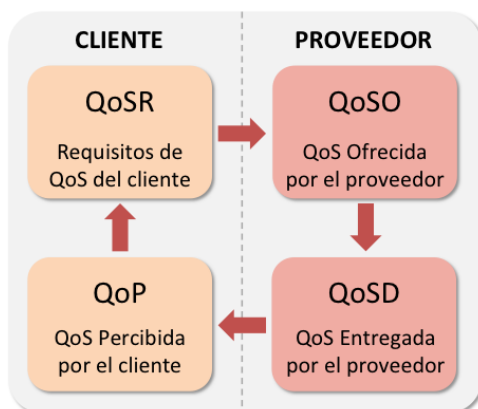 CLIENTE
PROVEEDOR
QoSR
Requisitos de
QoS del cliente
QoSO
QoS Ofrecida
por el proveedor
QoP
QoS Percibida
por el cliente
QoSD
QoS Entregada
por el proveedor